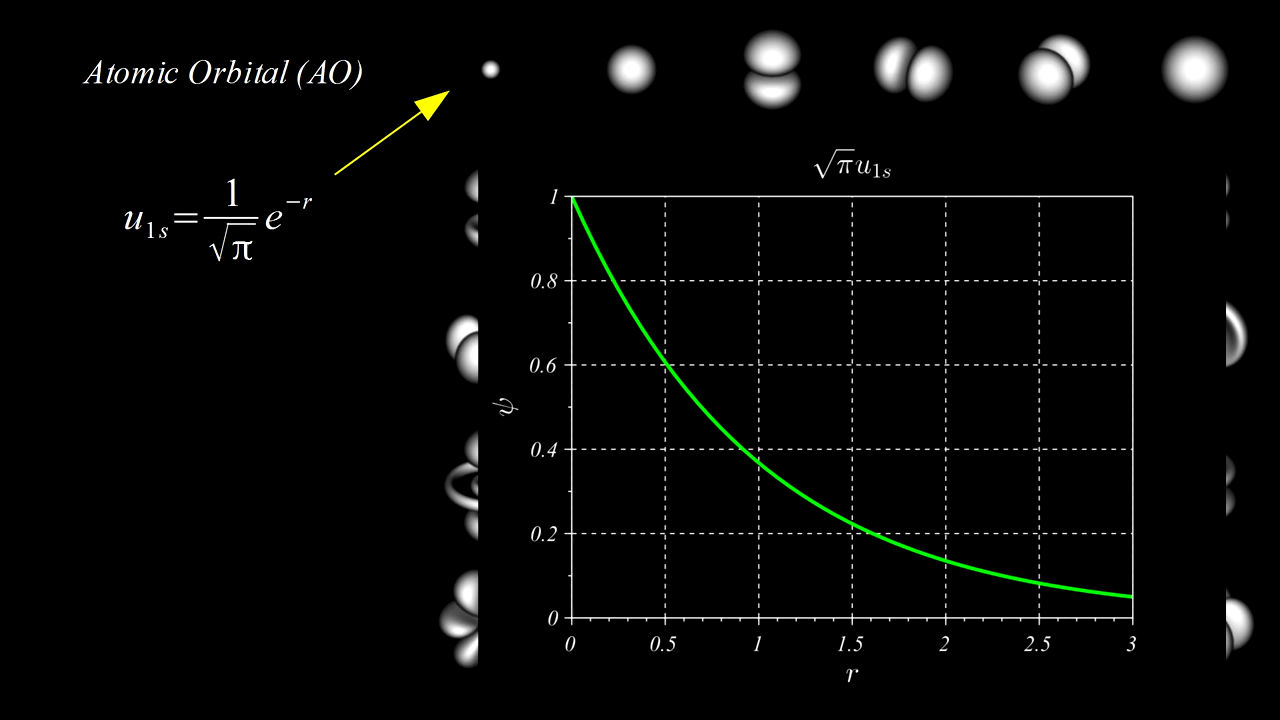 Atomic Orbital (AO)
u₁ₛ = 1/√π e⁻ʳ
√πu₁ₛ
1
0.8
0.6
0.4
0.2
0
ψ
0 0.5 1 1.5 2 2.5 3
r